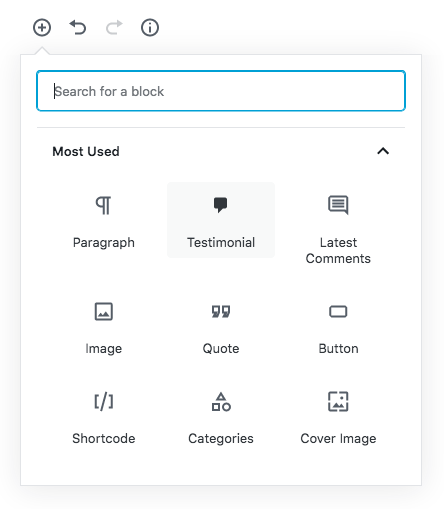 Search for a block
Most Used
Paragraph
Testimonial
Latest
Comments
Image
Quote
Button
Shortcode
Categories
Cover Image